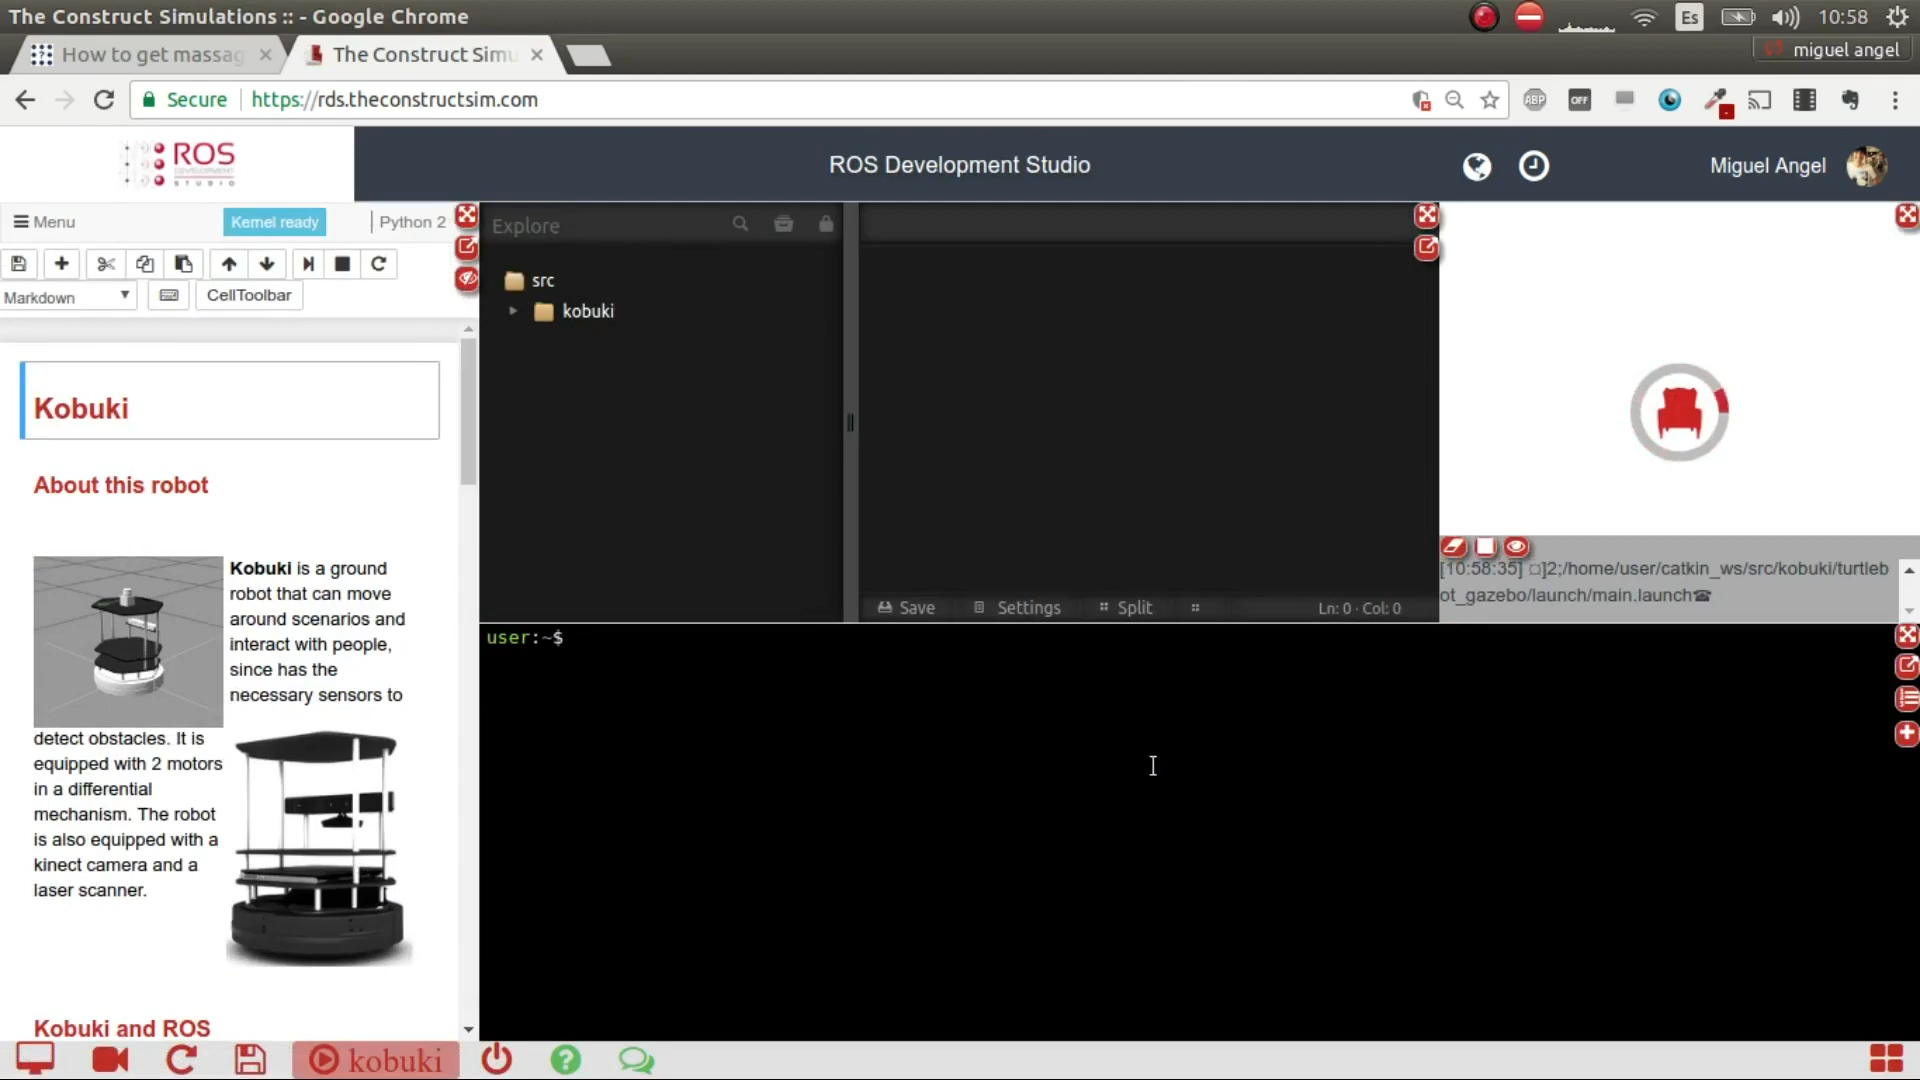 The Construct Simulations :: - Google Chrome
Es
10:58
How to get massag
The Construct Simu
miguel angel
Secure
https://rds.theconstructsim.com
ABP
OFF
ROS
DEVELOPMENT
STUDIO
ROS Development Studio
Miguel Angel
Menu
Kernel ready
Python 2
Markdown
CellToolbar
Explore
src
kobuki
Kobuki
About this robot
Kobuki is a ground
robot that can move
around scenarios and
interact with people,
since has the
necessary sensors to
detect obstacles. It is
equipped with 2 motors
in a differential
mechanism. The robot
is also equipped with a
kinect camera and a
laser scanner.
Kobuki and ROS
Save
Settings
Split
Ln: 0 · Col: 0
[10:58:35] ¤]2;/home/user/catkin_ws/src/kobuki/turtleb
ot_gazebo/launch/main.launch☎
user:~$
kobuki